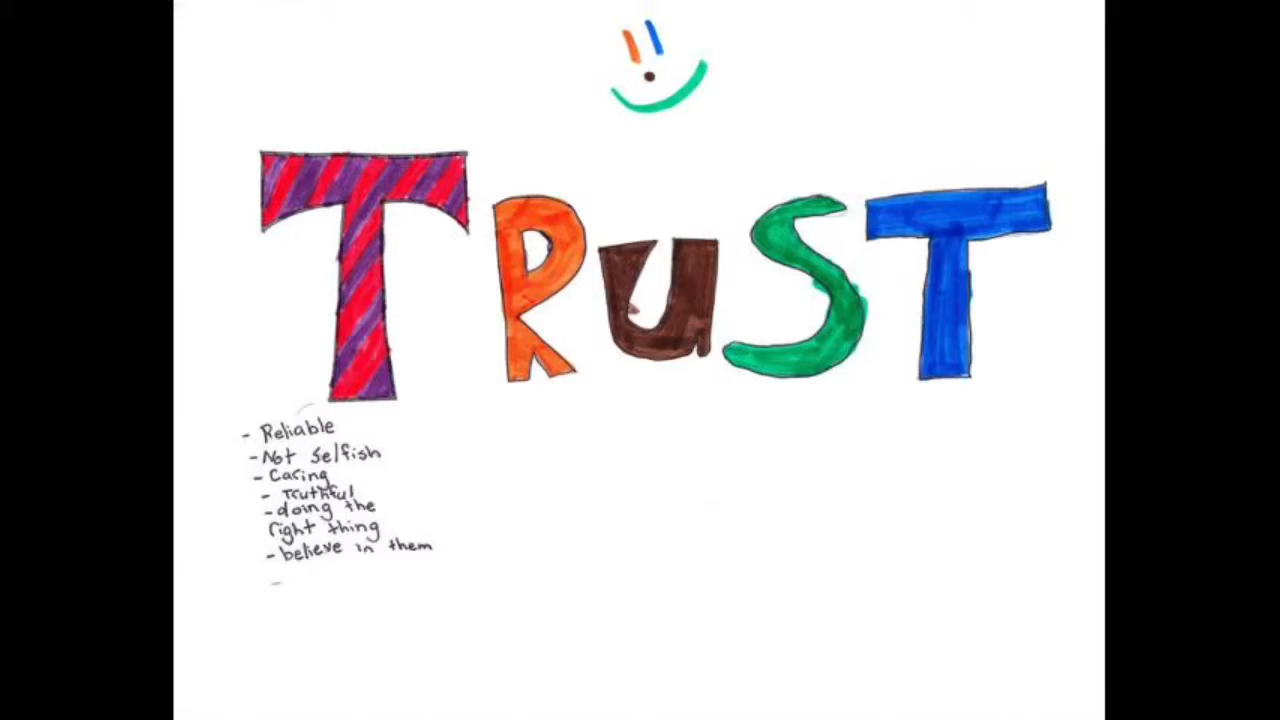 TRUST
- Reliable
- Not selfish
- Caring
- Truthful
- doing the
right thing
- believe in them
-